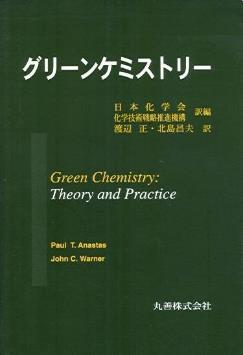 グリーンケミストリー
日本化学会
化学技術戦略推進機構 訳編
渡辺 正・北島昌夫 訳
Green Chemistry:
Theory and Practice
Paul T. Anastas
John C. Warner
丸善株式会社